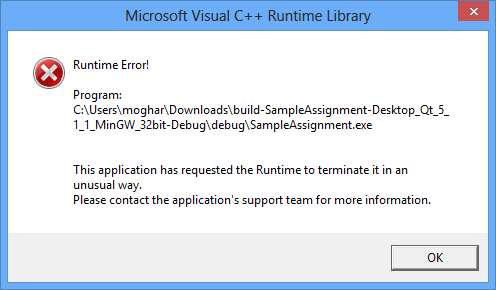 Microsoft Visual C++ Runtime Library
Runtime Error!
Program:
C:\Users\moghar\Downloads\build-SampleAssignment-Desktop_Qt_5_
1_1_MinGW_32bit-Debug\debug\SampleAssignment.exe
This application has requested the Runtime to terminate it in an
unusual way.
Please contact the application's support team for more information.
OK